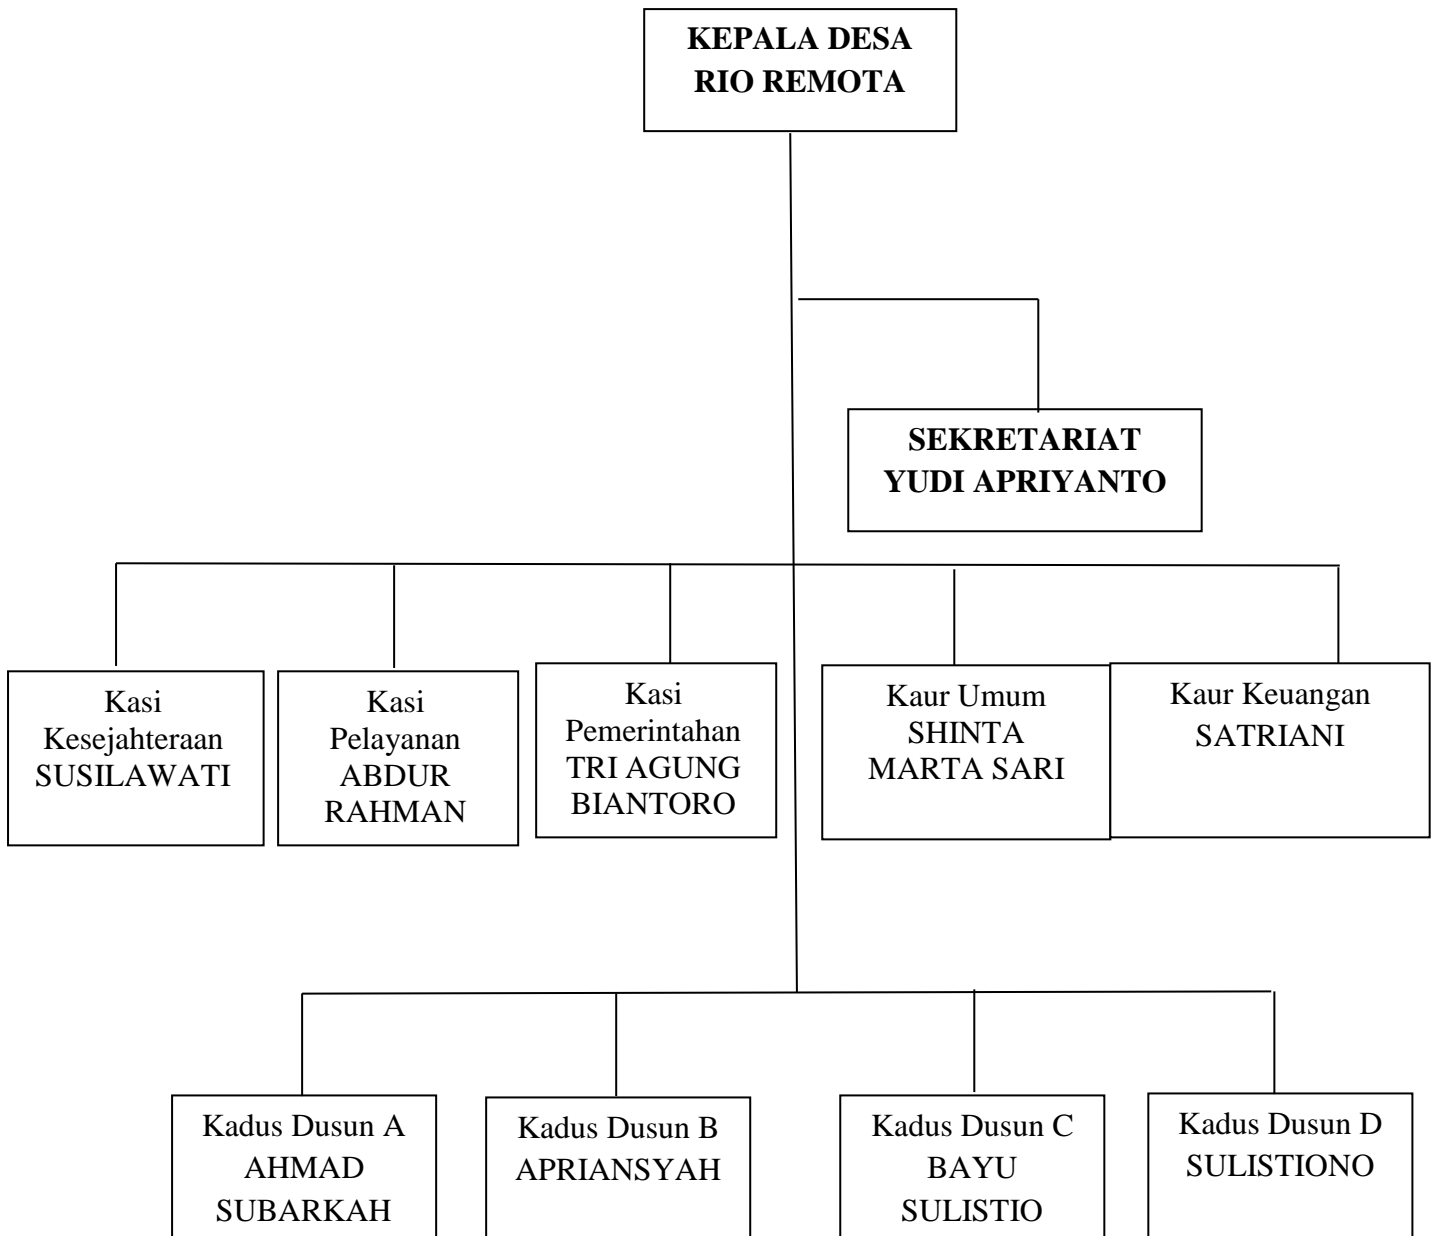 KEPALA DESA
RIO REMOTA
SEKRETARIAT
YUDI APRIYANTO
Kasi
Kesejahteraan
SUSILAWATI
Kasi
Pelayanan
ABDUR
RAHMAN
Kasi
Pemerintahan
TRI AGUNG
BIANTORO
Kaur Umum
SHINTA
MARTA SARI
Kaur Keuangan
SATRIANI
Kadus Dusun A
AHMAD
SUBARKAH
Kadus Dusun B
APRIANSYAH
Kadus Dusun C
BAYU
SULISTIO
Kadus Dusun D
SULISTIONO